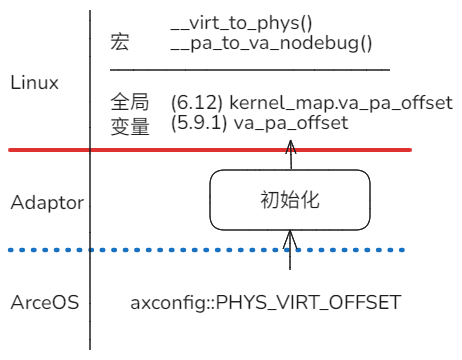 __virt_to_phys()
宏 __pa_to_va_nodebug()
Linux
全局 (6.12) kernel_map.va_pa_offset
变量 (5.9.1) va_pa_offset
Adaptor
初始化
ArceOS
axconfig::PHYS_VIRT_OFFSET